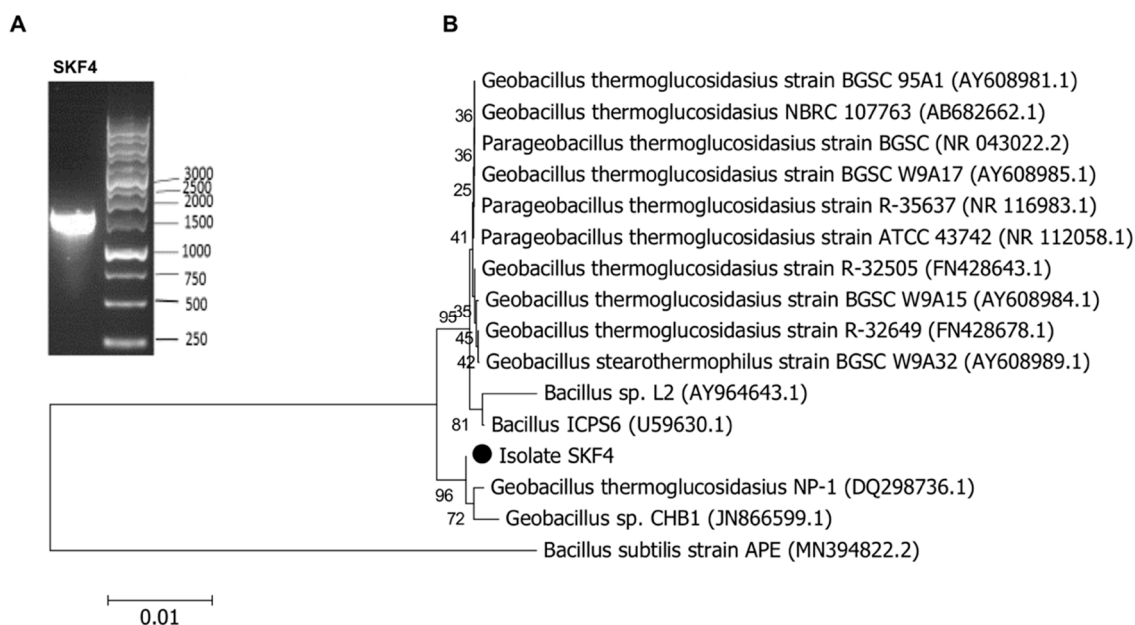 A
B
SKF4
3000
2500
2000
1500
1000
750
500
250
Geobacillus thermoglucosidasius strain BGSC 95A1 (AY608981.1)
36
Geobacillus thermoglucosidasius NBRC 107763 (AB682662.1)
Parageobacillus thermoglucosidasius strain BGSC (NR 043022.2)
36
Geobacillus thermoglucosidasius strain BGSC W9A17 (AY608985.1)
25
Parageobacillus thermoglucosidasius strain R-35637 (NR 116983.1)
41
Parageobacillus thermoglucosidasius strain ATCC 43742 (NR 112058.1)
Geobacillus thermoglucosidasius strain R-32505 (FN428643.1)
Geobacillus thermoglucosidasius strain BGSC W9A15 (AY608984.1)
95
35
Geobacillus thermoglucosidasius strain R-32649 (FN428678.1)
45
Geobacillus stearothermophilus strain BGSC W9A32 (AY608989.1)
42
Bacillus sp. L2 (AY964643.1)
81
Bacillus ICPS6 (U59630.1)
Isolate SKF4
Geobacillus thermoglucosidasius NP-1 (DQ298736.1)
96
72
Geobacillus sp. CHB1 (JN866599.1)
Bacillus subtilis strain APE (MN394822.2)
0.01